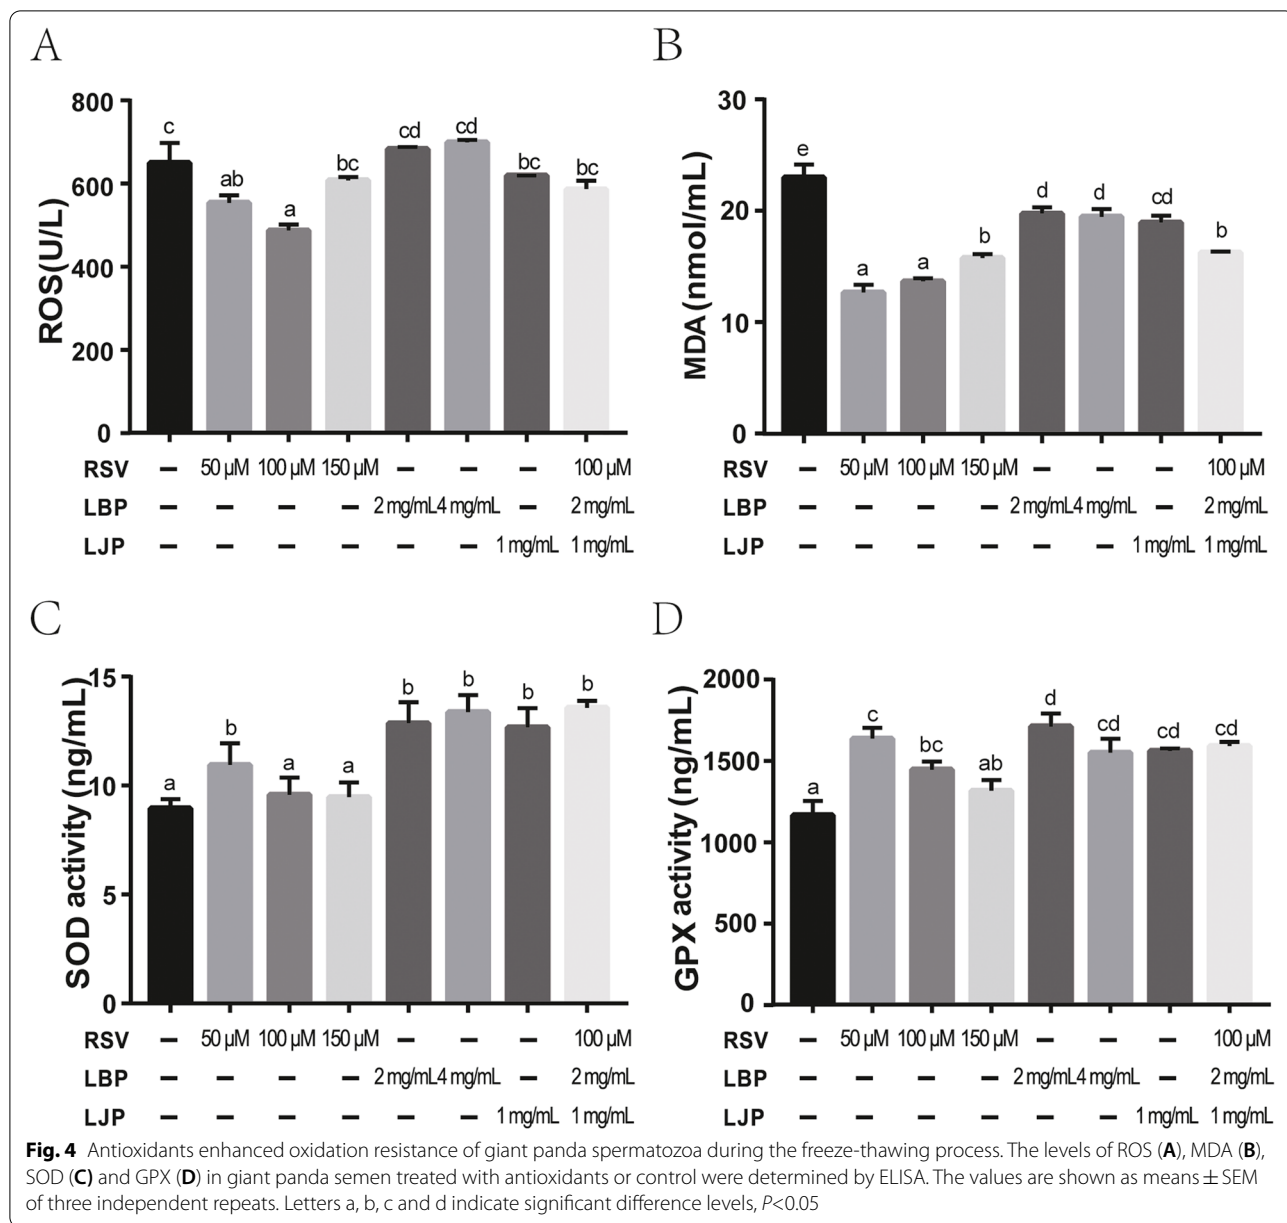 A
B
800
600
400
200
0
ROS(U/L)
c
ab
a
bc
cd
cd
bc
bc
RSV – 50 µM 100 µM 150 µM – – – 100 µM
LBP – – – – 2 mg/mL 4 mg/mL – 2 mg/mL
LJP – – – – – – 1 mg/mL 1 mg/mL
30
20
10
0
MDA (nmol/mL)
e
a
a
b
d
d
cd
b
RSV – 50 µM 100 µM 150 µM – – – 100 µM
LBP – – – – 2 mg/mL 4 mg/mL – 2 mg/mL
LJP – – – – – – 1 mg/mL 1 mg/mL
C
D
15
10
5
0
SOD activity (ng/mL)
a
b
a
a
b
b
b
b
RSV – 50 µM 100 µM 150 µM – – – 100 µM
LBP – – – – 2 mg/mL 4 mg/mL – 2 mg/mL
LJP – – – – – – 1 mg/mL 1 mg/mL
2000
1500
1000
500
0
GPX activity (ng/mL)
a
c
bc
ab
d
cd
cd
cd
RSV – 50 µM 100 µM 150 µM – – – 100 µM
LBP – – – – 2 mg/mL 4 mg/mL – 2 mg/mL
LJP – – – – – – 1 mg/mL 1 mg/mL
Fig. 4 Antioxidants enhanced oxidation resistance of giant panda spermatozoa during the freeze-thawing process. The levels of ROS (A), MDA (B),
SOD (C) and GPX (D) in giant panda semen treated with antioxidants or control were determined by ELISA. The values are shown as means ± SEM
of three independent repeats. Letters a, b, c and d indicate significant difference levels, P<0.05